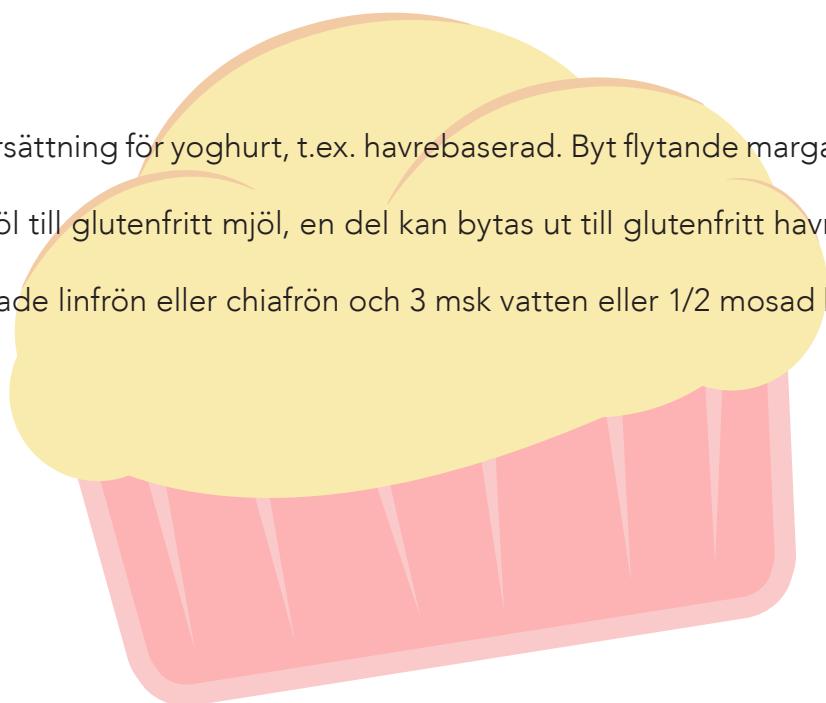 rsättning för yoghurt, t.ex. havrebaserad. Byt flytande marga
öl till glutenfritt mjöl, en del kan bytas ut till glutenfritt havr
ade linfrön eller chiafrön och 3 msk vatten eller 1/2 mosad